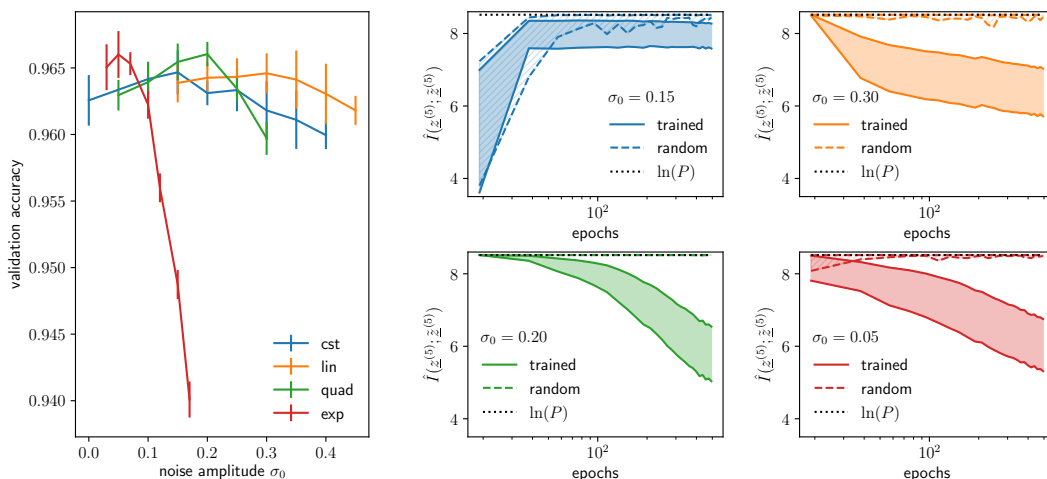 validation accuracy
0.965
0.960
0.955
0.950
0.945
0.940
0.0
0.1
0.2
0.3
0.4
noise amplitude σ₀
cst
lin
quad
exp
Î(z̲⁽⁵⁾; z̲̃⁽⁵⁾)
8
6
4
σ₀ = 0.15
trained
random
ln(P)
10²
epochs
Î(z̲⁽⁵⁾; z̲̃⁽⁵⁾)
8
6
4
σ₀ = 0.30
trained
random
ln(P)
10²
epochs
Î(z̲⁽⁵⁾; z̲̃⁽⁵⁾)
8
6
4
σ₀ = 0.20
trained
random
ln(P)
10²
epochs
Î(z̲⁽⁵⁾; z̲̃⁽⁵⁾)
8
6
4
σ₀ = 0.05
trained
random
ln(P)
10²
epochs